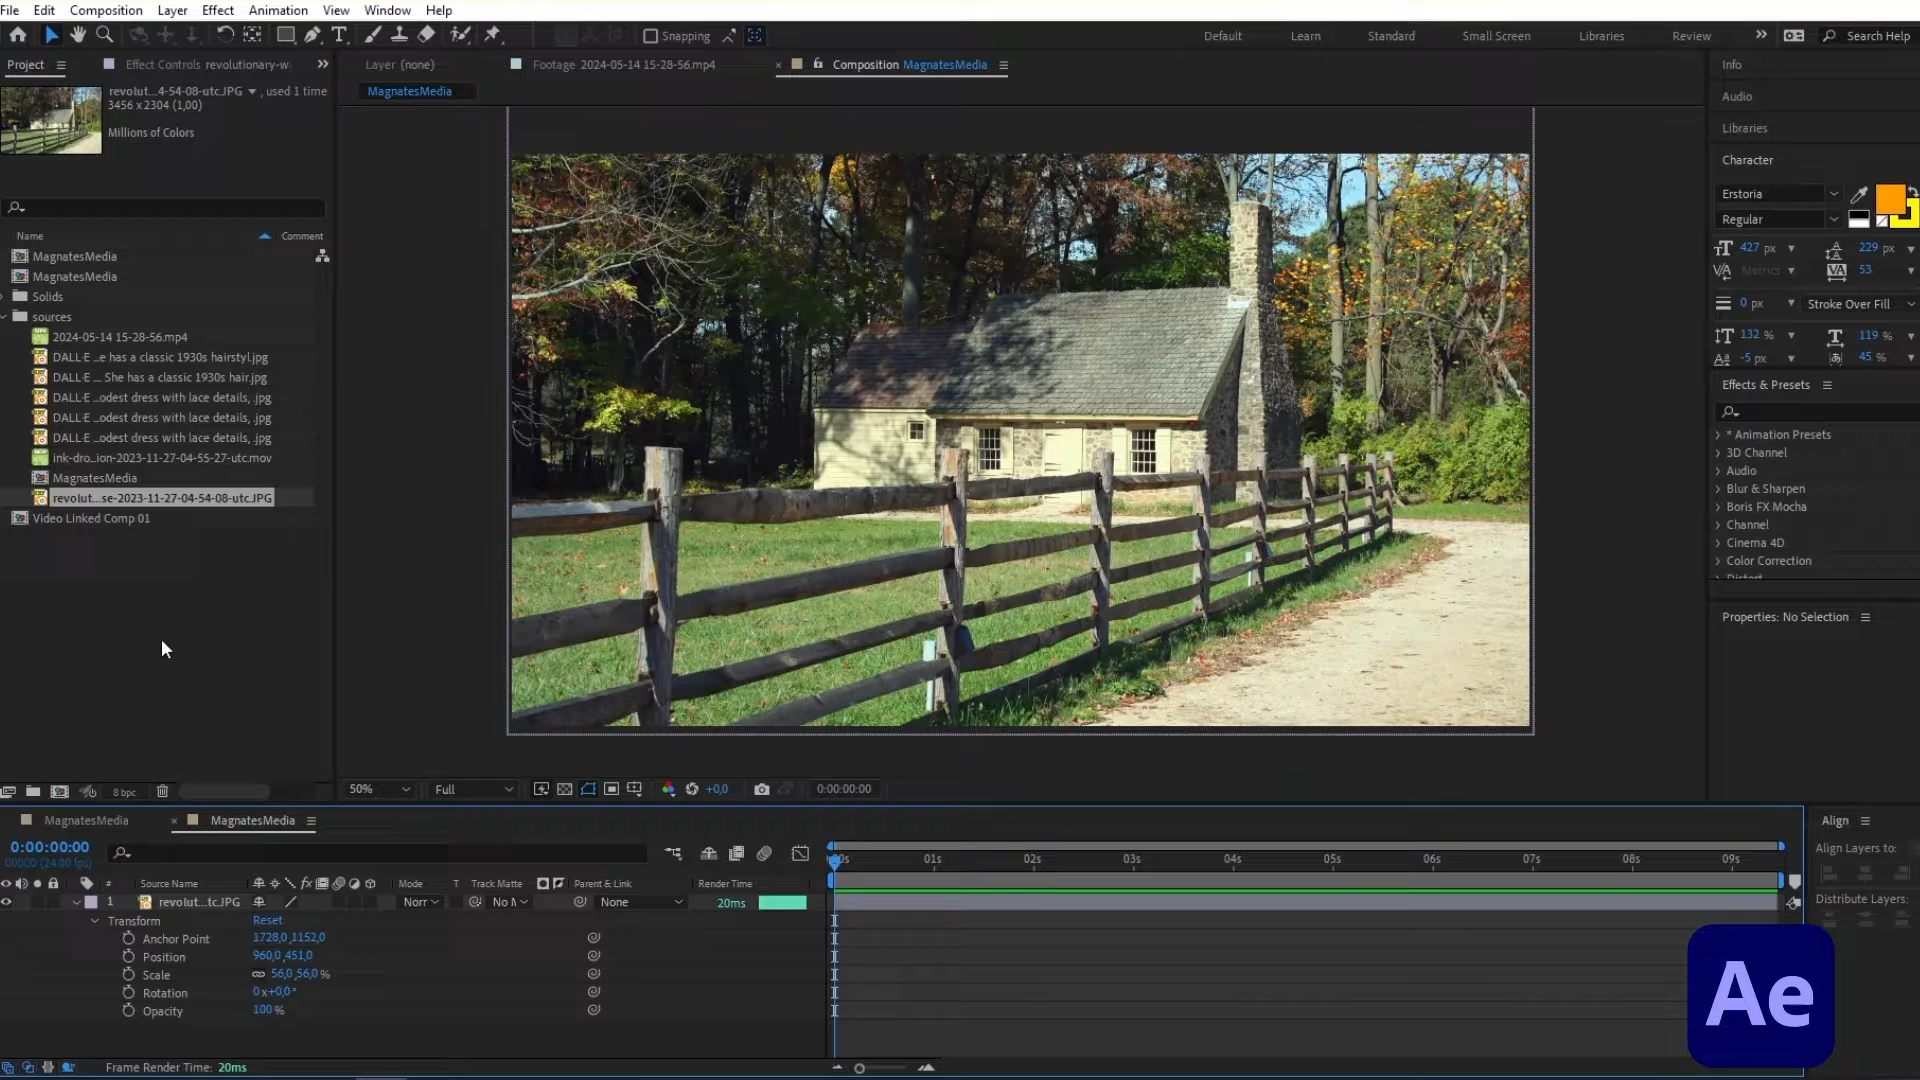 File Edit Composition Layer Effect Animation View Window Help
Snapping Default Learn Standard Small Screen Libraries Review Search Help
Project Effect Controls revolutionary-w
Layer (none) Footage 2024-05-14 15-28-56.mp4 Composition MagnatesMedia
MagnatesMedia
revolut...4-54-08-utc.JPG , used 1 time
3456 x 2304 (1,00)
Millions of Colors
Name Comment
MagnatesMedia
MagnatesMedia
Solids
sources
2024-05-14 15-28-56.mp4
DALL·E ...e has a classic 1930s hairstyl.jpg
DALL·E ... She has a classic 1930s hair.jpg
DALL·E ...odest dress with lace details, .jpg
DALL·E ...odest dress with lace details, .jpg
DALL·E ...odest dress with lace details, .jpg
ink-dro...ion-2023-11-27-04-55-27-utc.mov
MagnatesMedia
revolut...se-2023-11-27-04-54-08-utc.JPG
Video Linked Comp 01
8 bpc
50% Full +0,0 0:00:00:00
Info
Audio
Libraries
Character
Erstoria
Regular
427 px 229 px
Metrics 53
0 px Stroke Over Fill
132 % 119 %
-5 px 45 %
Effects & Presets
* Animation Presets
3D Channel
Audio
Blur & Sharpen
Boris FX Mocha
Channel
Cinema 4D
Color Correction
Distort
Properties: No Selection
MagnatesMedia MagnatesMedia
0:00:00:00
00000 (24.00 fps)
00s 01s 02s 03s 04s 05s 06s 07s 08s 09s
# Source Name Mode T Track Matte Parent & Link Render Time
1 revolut...tc.JPG Norr No M None 20ms
Transform Reset
Anchor Point 1728,0,1152,0
Position 960,0,451,0
Scale 56,0,56,0 %
Rotation 0x+0,0°
Opacity 100 %
Frame Render Time: 20ms
Align
Align Layers to:
Distribute Layers:
Ae